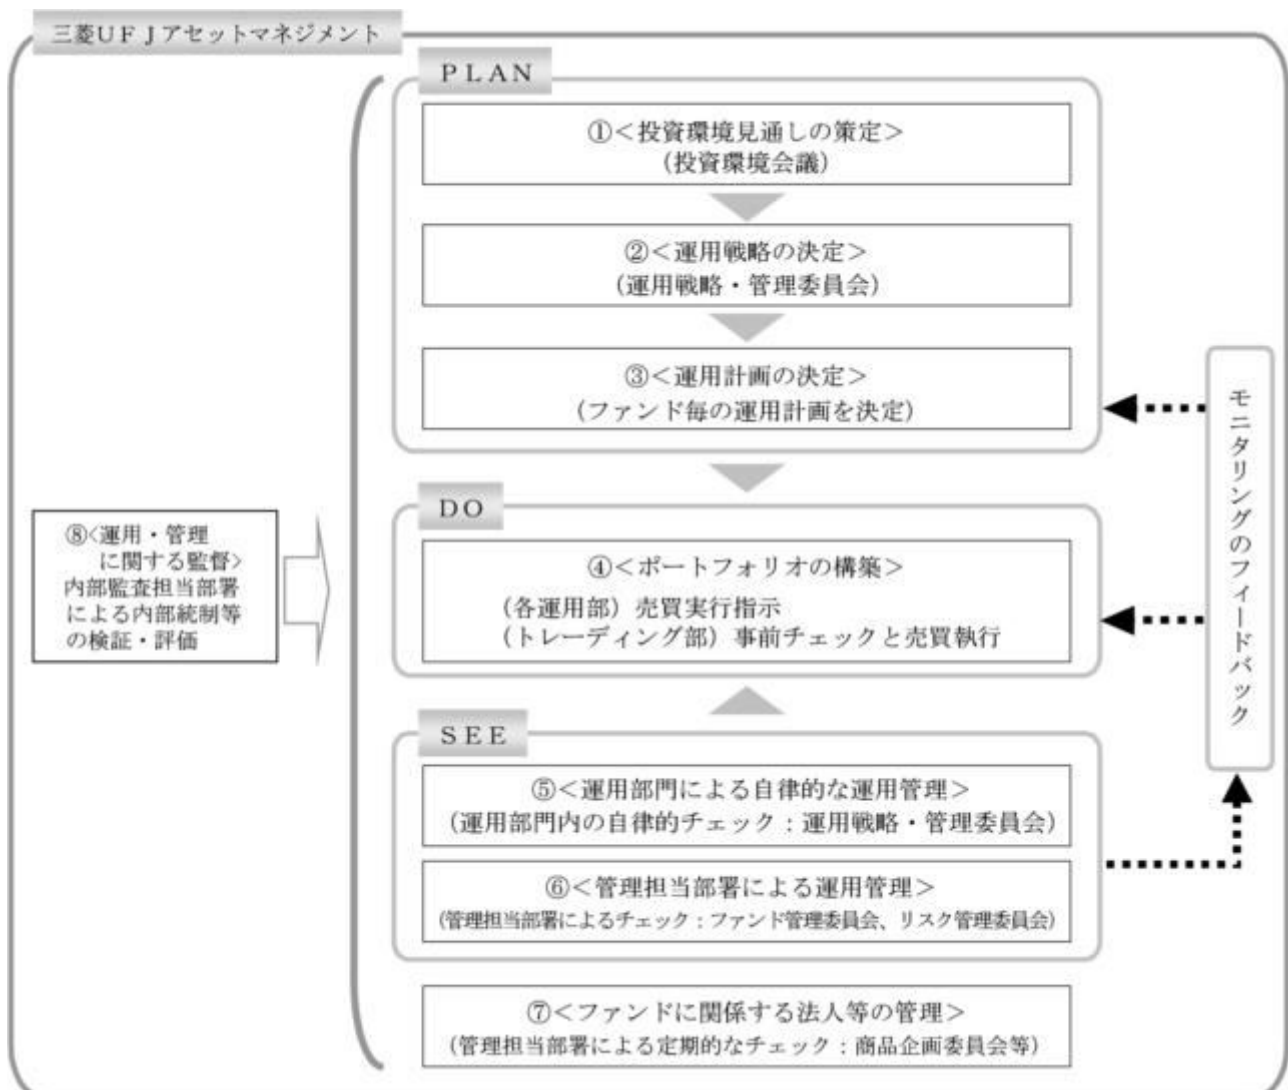 三菱ＵＦＪアセットマネジメント
ＰＬＡＮ
①＜投資環境見通しの策定＞
（投資環境会議）
②＜運用戦略の決定＞
（運用戦略・管理委員会）
③＜運用計画の決定＞
（ファンド毎の運用計画を決定）
ＤＯ
④＜ポートフォリオの構築＞
（各運用部）売買実行指示
（トレーディング部）事前チェックと売買執行
ＳＥＥ
⑤＜運用部門による自律的な運用管理＞
（運用部門内の自律的チェック：運用戦略・管理委員会）
⑥＜管理担当部署による運用管理＞
（管理担当部署によるチェック：ファンド管理委員会、リスク管理委員会）
⑦＜ファンドに関係する法人等の管理＞
（管理担当部署による定期的なチェック：商品企画委員会等）
⑧＜運用・管理
に関する監督＞
内部監査担当部署
による内部統制等
の検証・評価
モニタリングのフィードバック